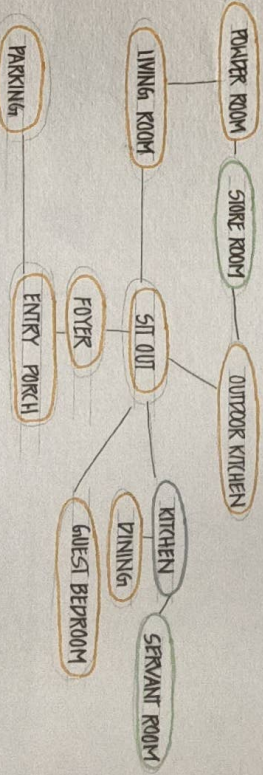 POWDER ROOM
STORE ROOM
OUTDOOR KITCHEN
LIVING ROOM
SIT OUT
KITCHEN
SERVANT ROOM
FOYER
DINING
PARKING
ENTRY PORCH
GUEST BEDROOM